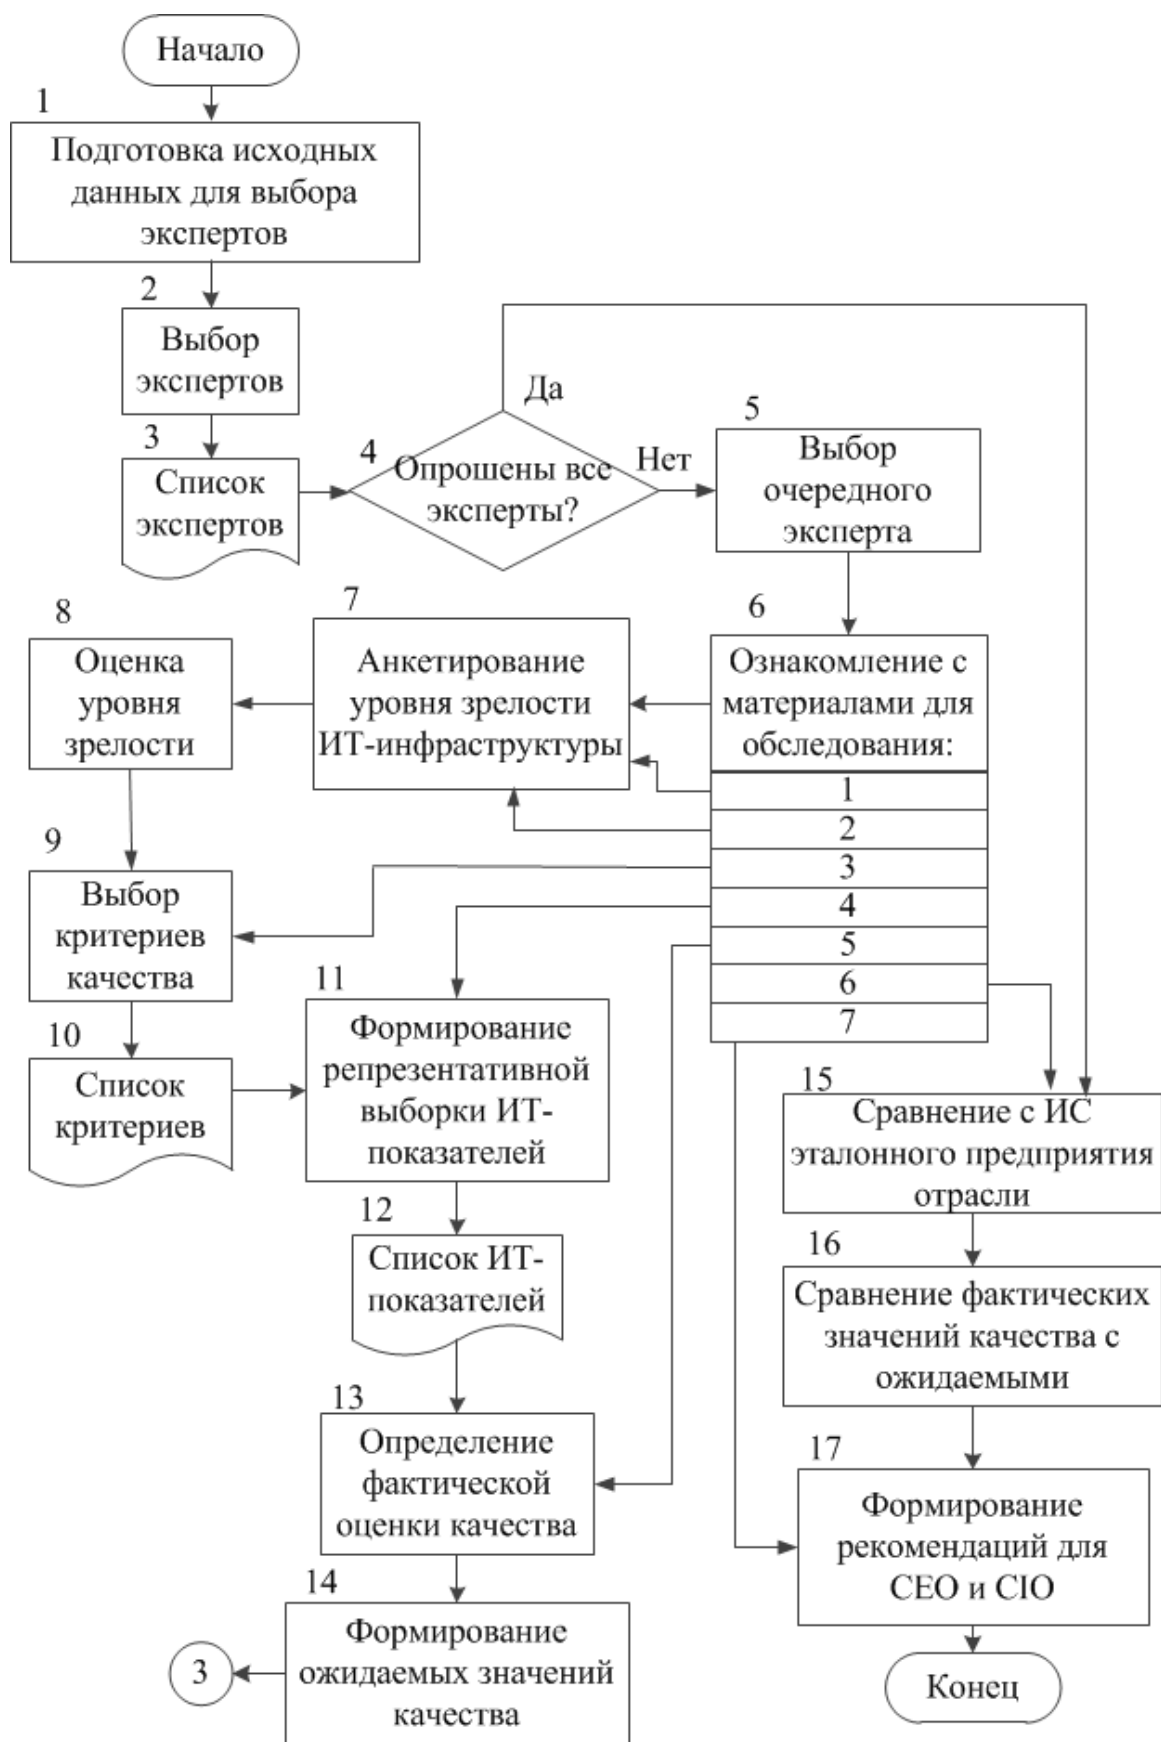 Начало
1
Подготовка исходных
данных для выбора
экспертов
2
Выбор
экспертов
3
Список
экспертов
4
Опрошены все
эксперты?
Да
Нет
5
Выбор
очередного
эксперта
6
Ознакомление с
материалами для
обследования:
1
2
3
4
5
6
7
7
Анкетирование
уровня зрелости
ИТ-инфраструктуры
8
Оценка
уровня
зрелости
9
Выбор
критериев
качества
10
Список
критериев
11
Формирование
репрезентативной
выборки ИТ-
показателей
12
Список ИТ-
показателей
13
Определение
фактической
оценки качества
14
Формирование
ожидаемых значений
качества
3
15
Сравнение с ИС
эталонного предприятия
отрасли
16
Сравнение фактических
значений качества с
ожидаемыми
17
Формирование
рекомендаций для
CEO и CIO
Конец